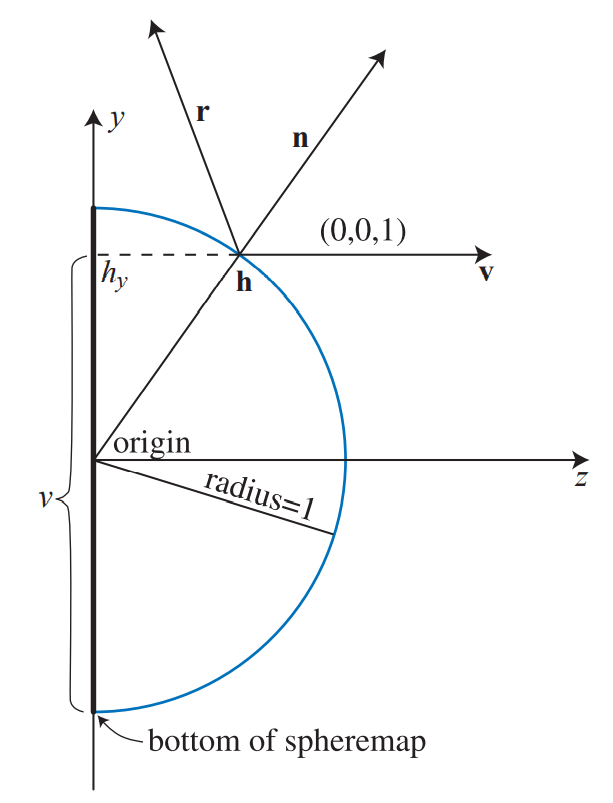 r
n
y
(0,0,1)
h_y
h
v
origin
z
radius=1
v
bottom of spheremap